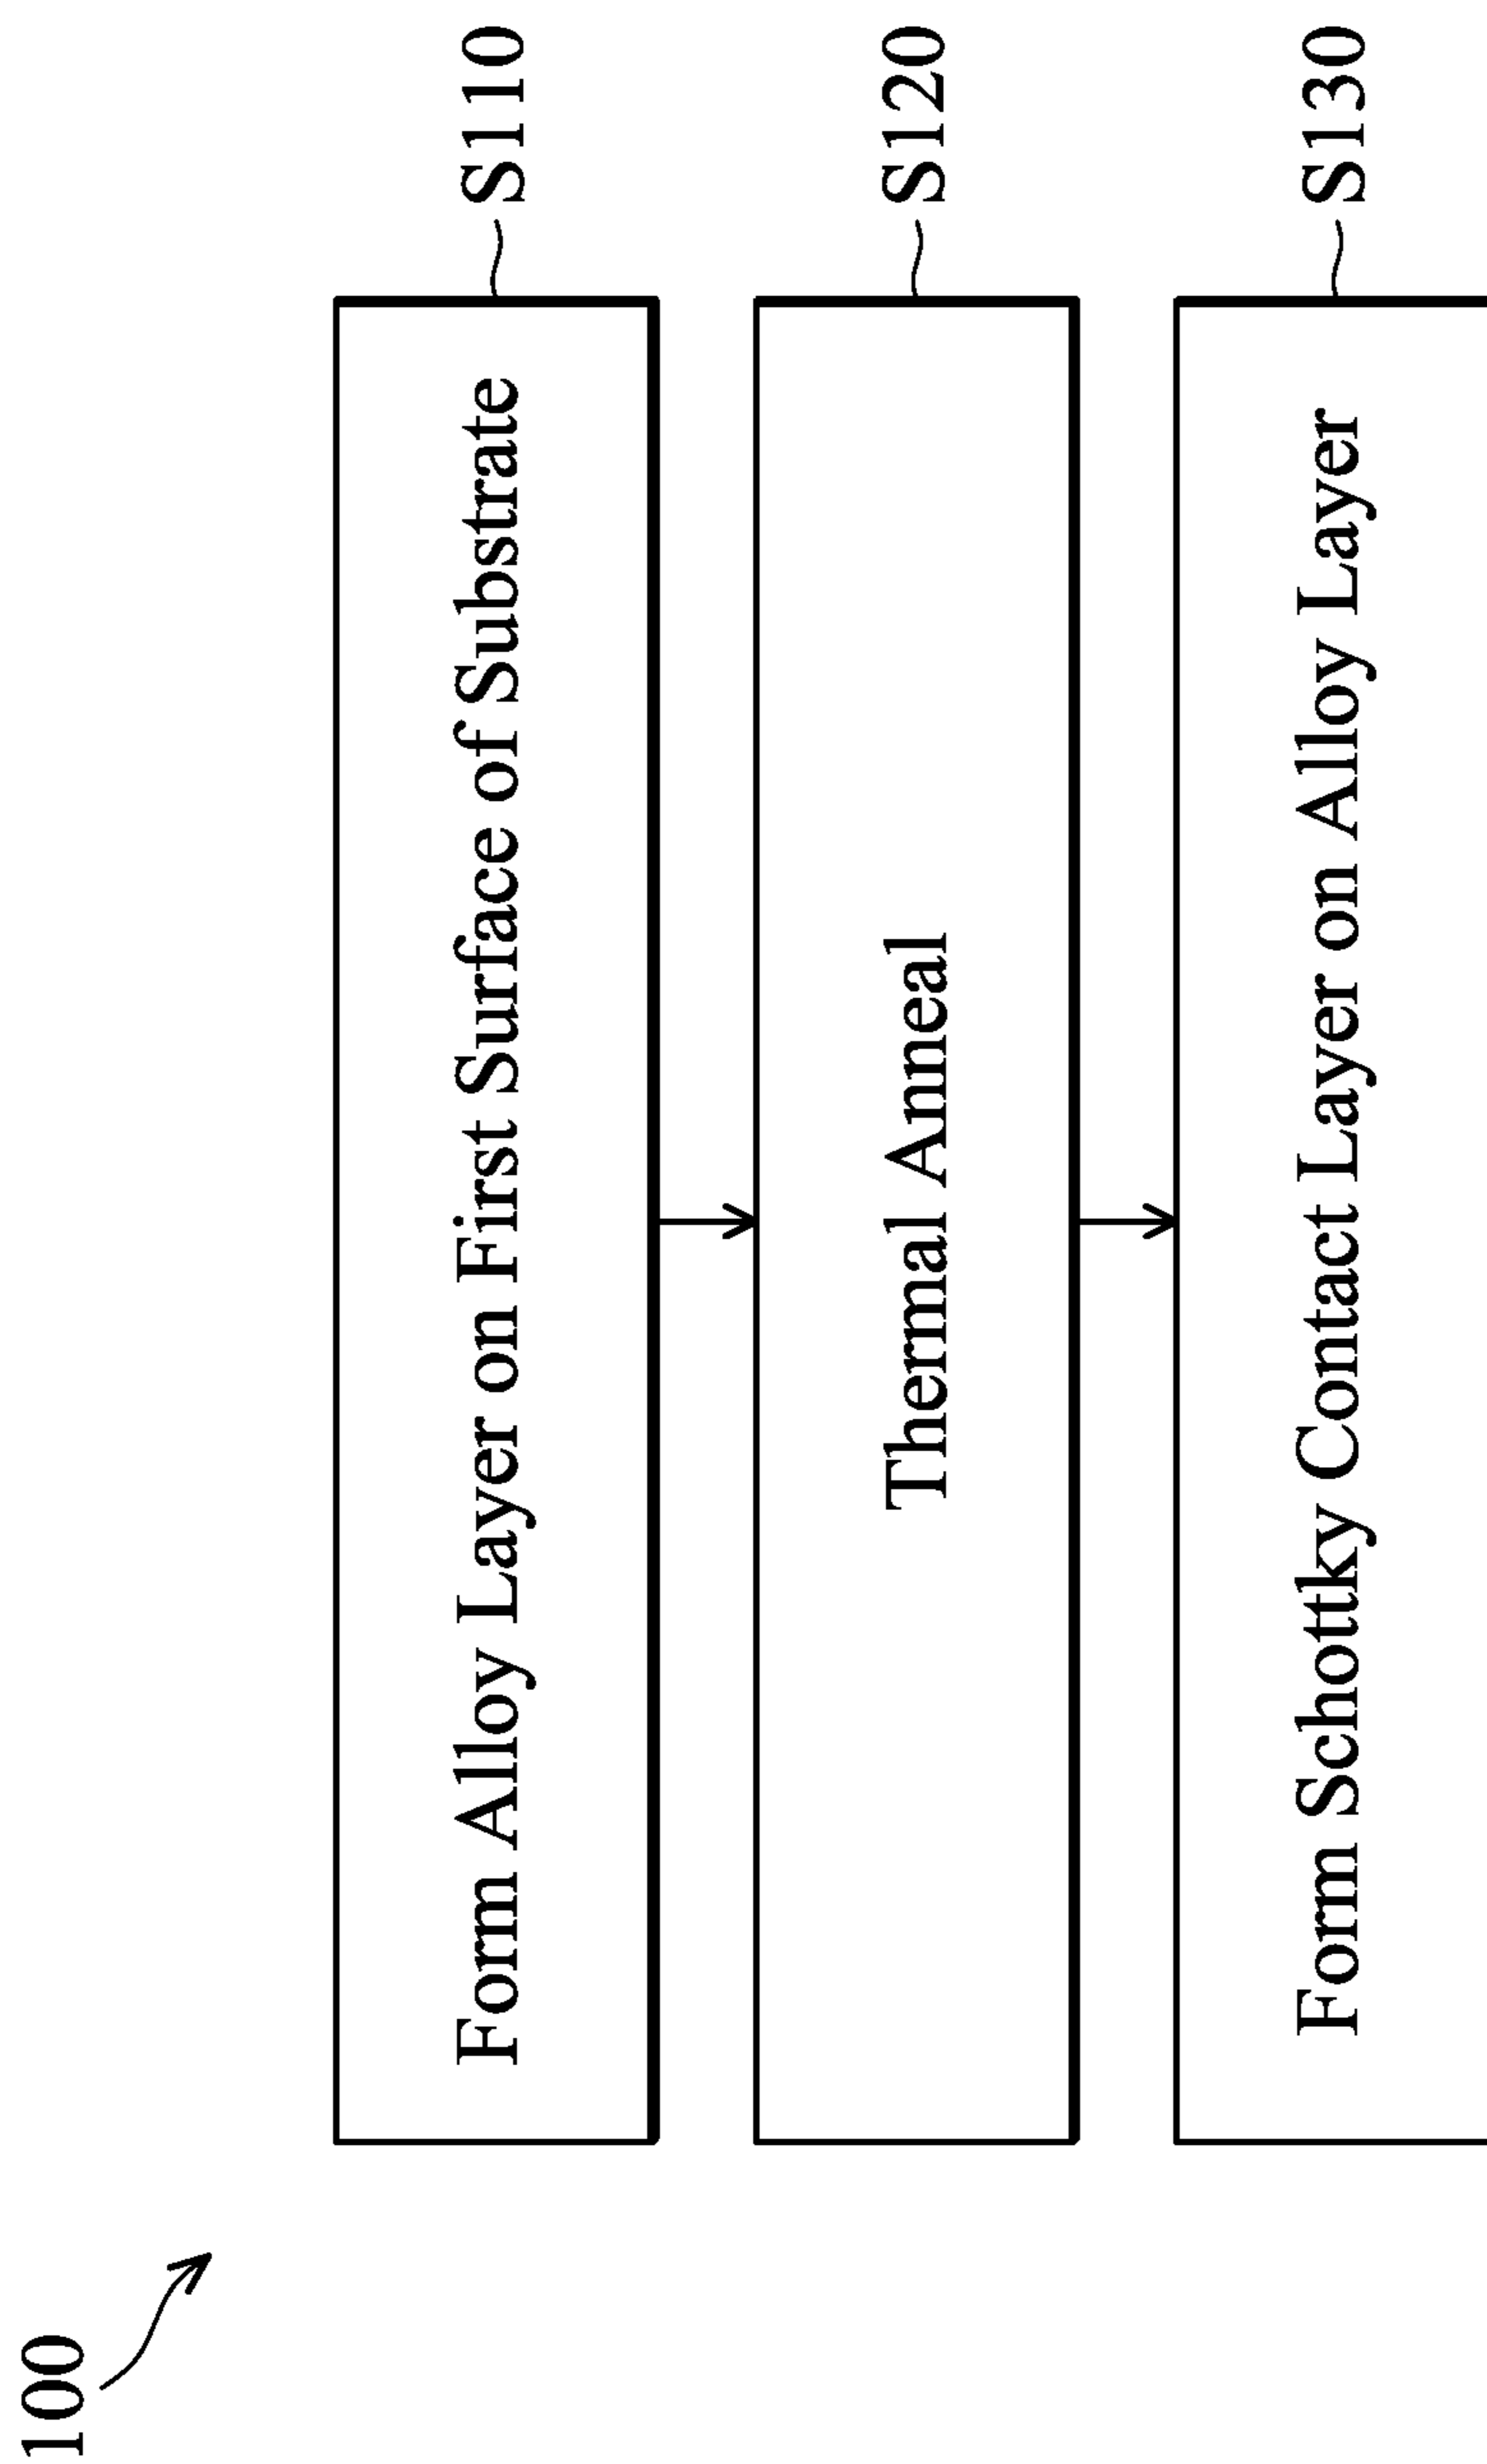 100
Form Alloy Layer on First Surface of Substrate
S110
Thermal Anneal
S120
Form Schottky Contact Layer on Alloy Layer
S130